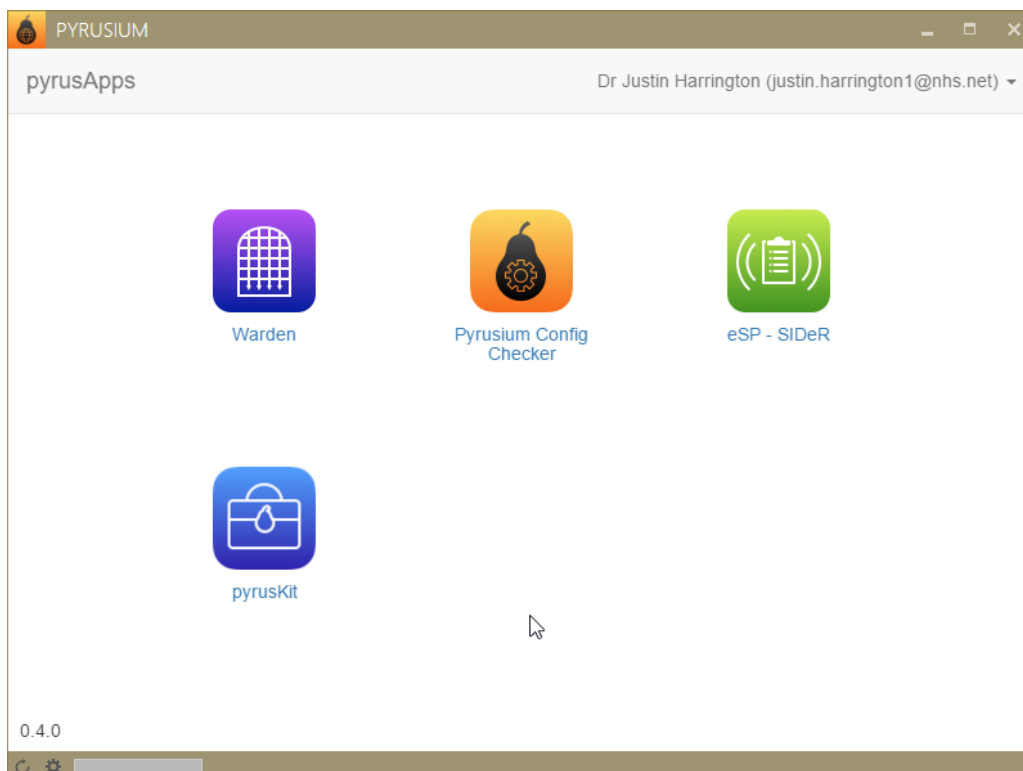 PYRUSIUM
pyrusApps
Dr Justin Harrington (justin.harrington1@nhs.net)
Warden
Pyrusium Config
Checker
eSP - SIDeR
pyrusKit
0.4.0